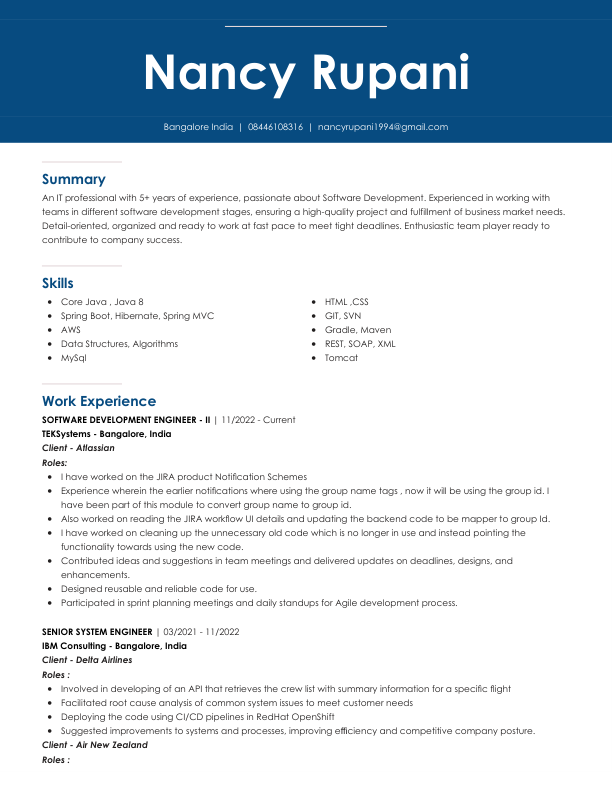 Nancy Rupani
Bangalore India | 08446108316 | nancyrupani1994@gmail.com
Summary
An IT professional with 5+ years of experience, passionate about Software Development. Experienced in working with
teams in different software development stages, ensuring a high-quality project and fulfillment of business market needs.
Detail-oriented, organized and ready to work at fast pace to meet tight deadlines. Enthusiastic team player ready to
contribute to company success.
Skills
• Core Java , Java 8
• Spring Boot, Hibernate, Spring MVC
• AWS
• Data Structures, Algorithms
• MySql
• HTML ,CSS
• GIT, SVN
• Gradle, Maven
• REST, SOAP, XML
• Tomcat
Work Experience
SOFTWARE DEVELOPMENT ENGINEER - II | 11/2022 - Current
TEKSystems - Bangalore, India
Client - Atlassian
Roles:
• I have worked on the JIRA product Notification Schemes
• Experience wherein the earlier notifications where using the group name tags , now it will be using the group id. I
have been part of this module to convert group name to group id.
• Also worked on reading the JIRA workflow UI details and updating the backend code to be mapper to group Id.
• I have worked on cleaning up the unnecessary old code which is no longer in use and instead pointing the
functionality towards using the new code.
• Contributed ideas and suggestions in team meetings and delivered updates on deadlines, designs, and
enhancements.
• Designed reusable and reliable code for use.
• Participated in sprint planning meetings and daily standups for Agile development process.
SENIOR SYSTEM ENGINEER | 03/2021 - 11/2022
IBM Consulting - Bangalore, India
Client - Delta Airlines
Roles :
• Involved in developing of an API that retrieves the crew list with summary information for a specific flight
• Facilitated root cause analysis of common system issues to meet customer needs
• Deploying the code using CI/CD pipelines in RedHat OpenShift
• Suggested improvements to systems and processes, improving efficiency and competitive company posture.
Client - Air New Zealand
Roles :